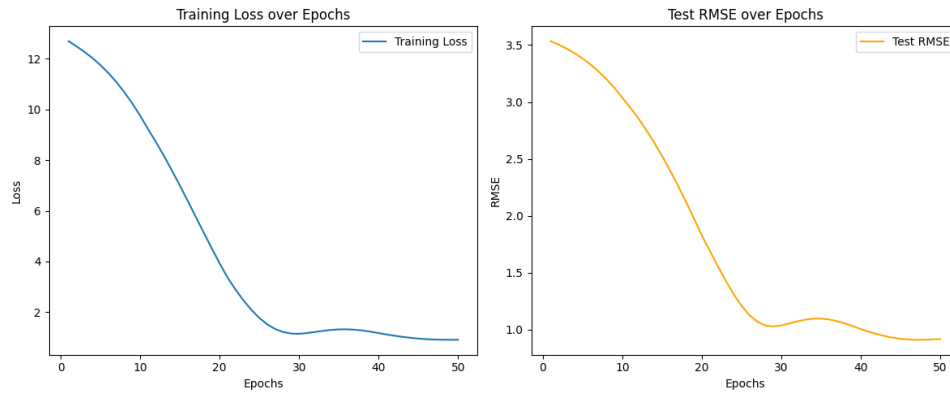 Training Loss over Epochs
Training Loss
12
10
8
6
4
2
Loss
0 10 20 30 40 50
Epochs
Test RMSE over Epochs
Test RMSE
3.5
3.0
2.5
2.0
1.5
1.0
RMSE
0 10 20 30 40 50
Epochs